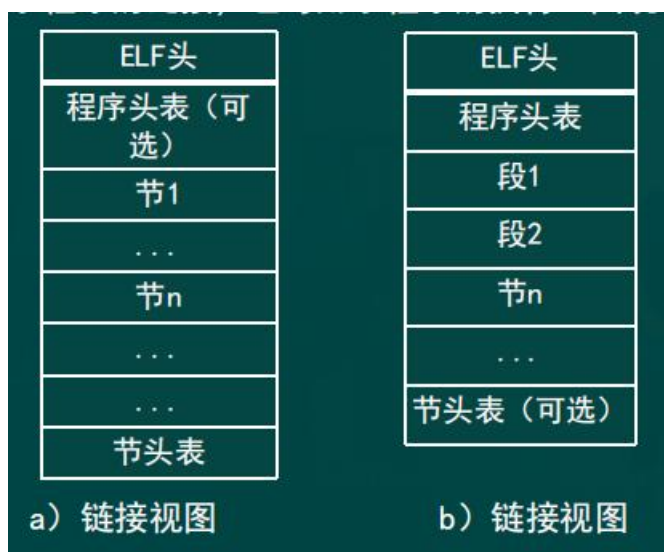 ELF头
程序头表（可
选）
节1
...
节n
...
...
节头表
a）链接视图
ELF头
程序头表
段1
段2
节n
...
节头表（可选）
b）链接视图